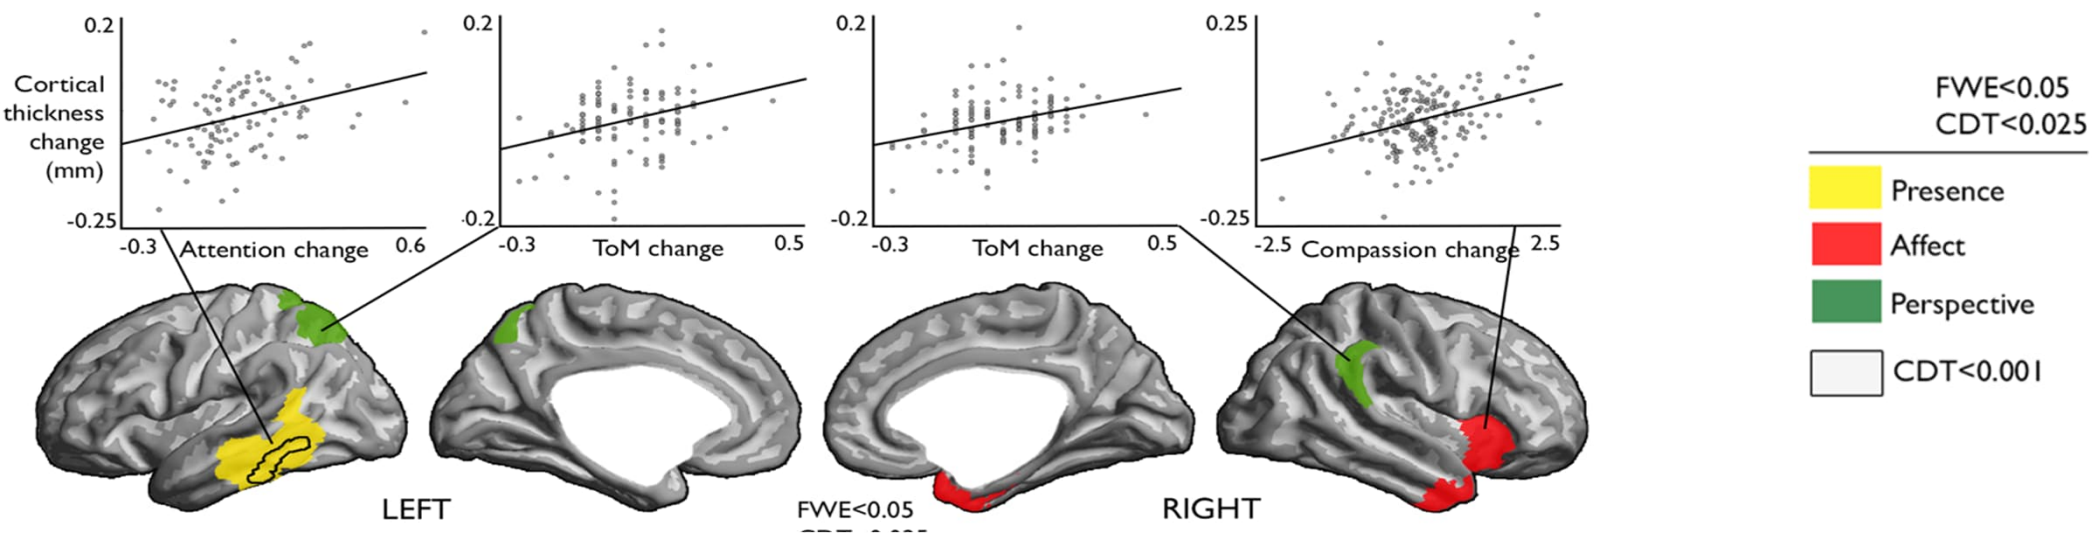 0.2
Cortical
thickness
change
(mm)
-0.25
-0.3
Attention change
0.6
0.2
-0.2
-0.3
ToM change
0.5
0.2
-0.2
-0.3
ToM change
0.5
0.25
-0.25
-2.5
Compassion change
2.5
LEFT
FWE<0.05
RIGHT
FWE<0.05
CDT<0.025
Presence
Affect
Perspective
CDT<0.001